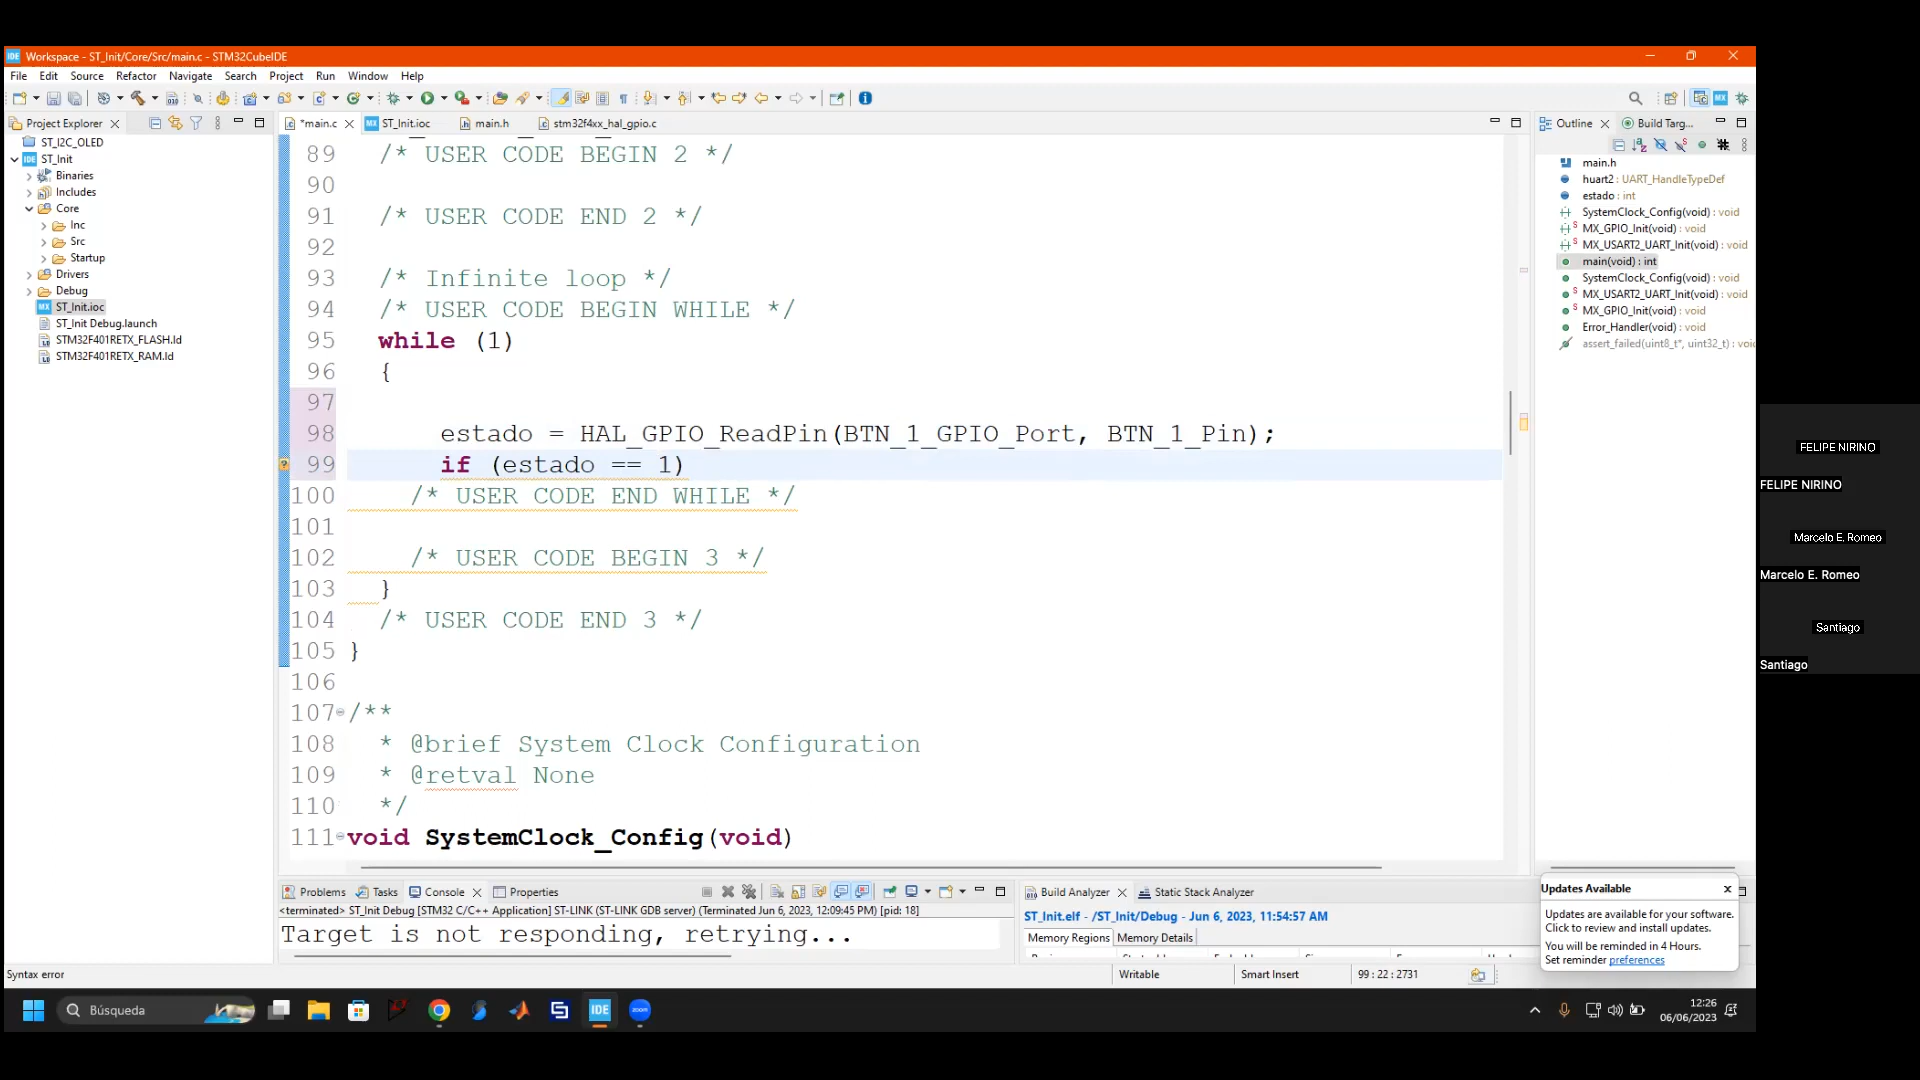 Workspace - ST_Init/Core/Src/main.c - STM32CubeIDE
File Edit Source Refactor Navigate Search Project Run Window Help
Project Explorer
ST_I2C_OLED
ST_Init
Binaries
Includes
Core
Inc
Src
Startup
Drivers
Debug
ST_Init.ioc
ST_Init Debug.launch
STM32F401RETX_FLASH.ld
STM32F401RETX_RAM.ld
*main.c ST_Init.ioc main.h stm32f4xx_hal_gpio.c
89 /* USER CODE BEGIN 2 */
90
91 /* USER CODE END 2 */
92
93 /* Infinite loop */
94 /* USER CODE BEGIN WHILE */
95 while (1)
96 {
97
98 estado = HAL_GPIO_ReadPin(BTN_1_GPIO_Port, BTN_1_Pin);
99 if (estado == 1)
100 /* USER CODE END WHILE */
101
102 /* USER CODE BEGIN 3 */
103 }
104 /* USER CODE END 3 */
105 }
106
107 /**
108 * @brief System Clock Configuration
109 * @retval None
110 */
111 void SystemClock_Config(void)
Outline Build Targ...
main.h
huart2 : UART_HandleTypeDef
estado : int
SystemClock_Config(void) : void
MX_GPIO_Init(void) : void
MX_USART2_UART_Init(void) : void
main(void) : int
SystemClock_Config(void) : void
MX_USART2_UART_Init(void) : void
MX_GPIO_Init(void) : void
Error_Handler(void) : void
assert_failed(uint8_t*, uint32_t) : void
Problems Tasks Console Properties
<terminated> ST_Init Debug [STM32 C/C++ Application] ST-LINK (ST-LINK GDB server) (Terminated Jun 6, 2023, 12:09:45 PM) [pid: 18]
Target is not responding, retrying...
Build Analyzer Static Stack Analyzer
ST_Init.elf - /ST_Init/Debug - Jun 6, 2023, 11:54:57 AM
Memory Regions Memory Details
Updates Available
Updates are available for your software.
Click to review and install updates.
You will be reminded in 4 Hours.
Set reminder preferences
Syntax error
Writable
Smart Insert
99 : 22 : 2731
Búsqueda
IDE
zoom
12:26
06/06/2023
FELIPE NIRINO
FELIPE NIRINO
Marcelo E. Romeo
Marcelo E. Romeo
Santiago
Santiago